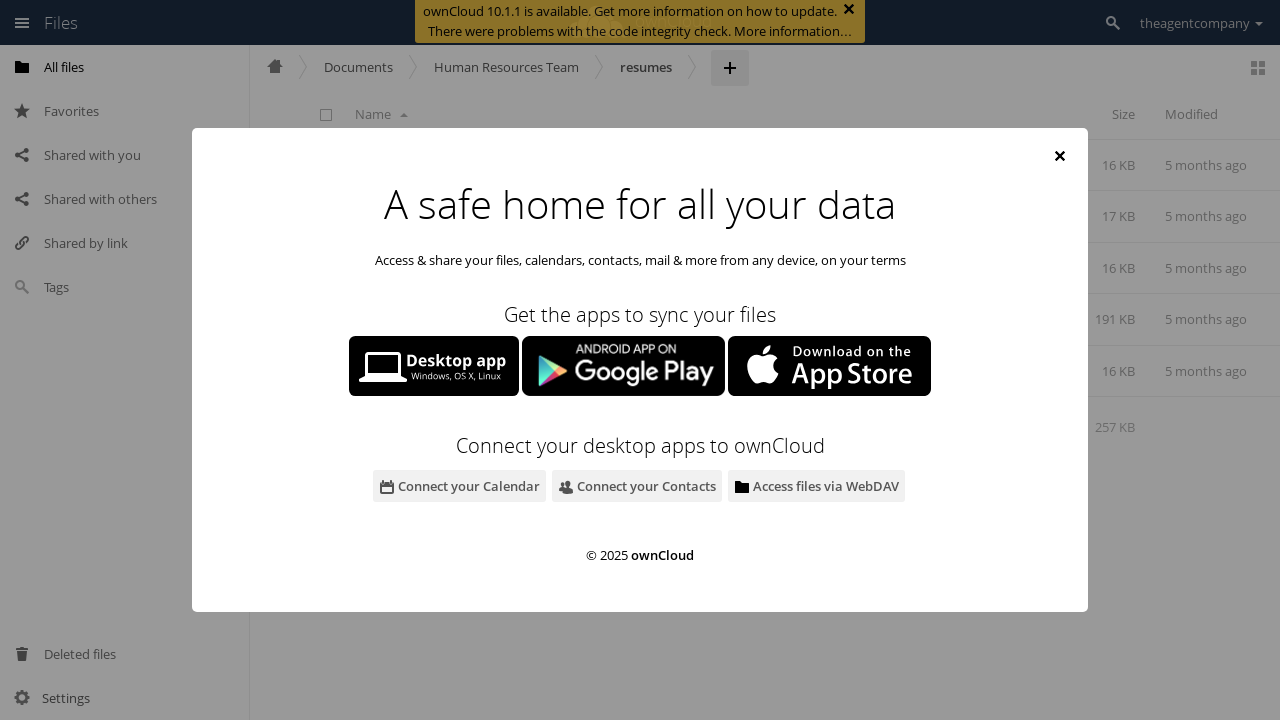 Files
ownCloud 10.1.1 is available. Get more information on how to update.
There were problems with the code integrity check. More information…
theagentcompany
All files
Favorites
Shared with you
Shared with others
Shared by link
Tags
Deleted files
Settings
Documents
Human Resources Team
resumes
Name
Size
Modified
16 KB
5 months ago
17 KB
5 months ago
16 KB
5 months ago
191 KB
5 months ago
16 KB
5 months ago
257 KB
A safe home for all your data
Access & share your files, calendars, contacts, mail & more from any device, on your terms
Get the apps to sync your files
Desktop app
Windows, OS X, Linux
ANDROID APP ON
Google Play
Download on the
App Store
Connect your desktop apps to ownCloud
Connect your Calendar
Connect your Contacts
Access files via WebDAV
© 2025 ownCloud